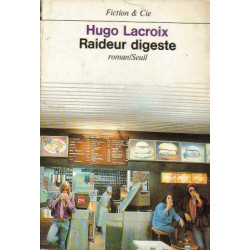 Fiction & Cie
Hugo Lacroix
Raideur digeste
roman/Seuil